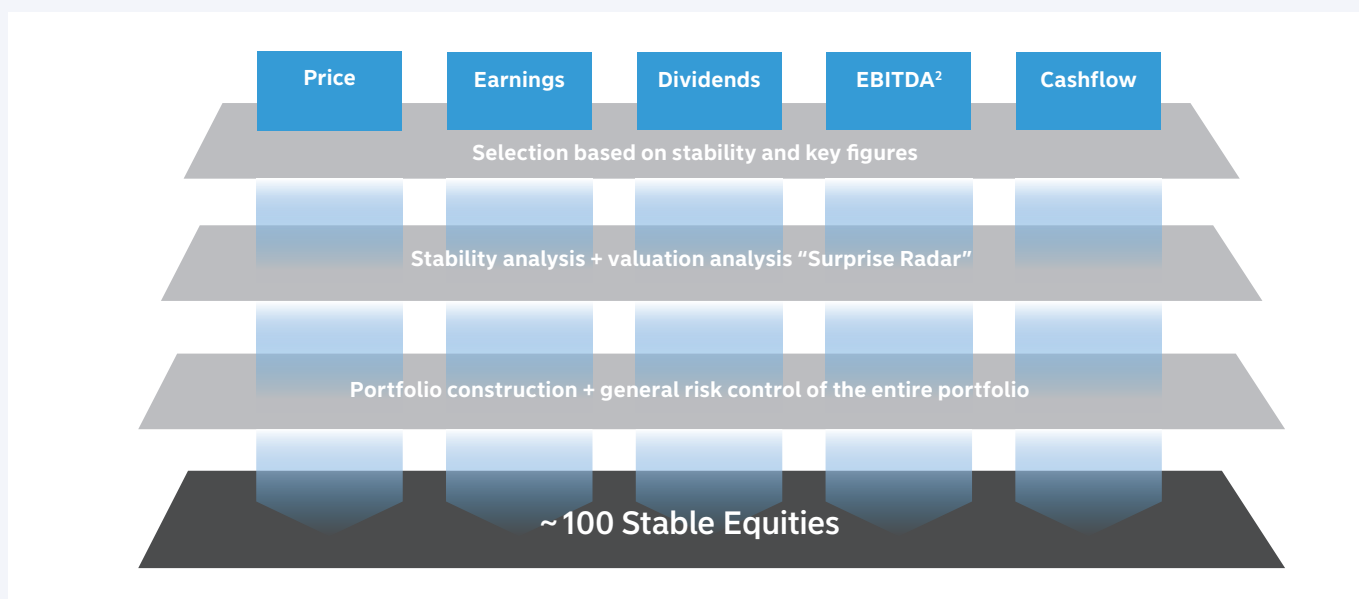 Price
Earnings
Dividends
EBITDA²
Cashflow
Selection based on stability and key figures
Stability analysis + valuation analysis “Surprise Radar”
Portfolio construction + general risk control of the entire portfolio
~ 100 Stable Equities